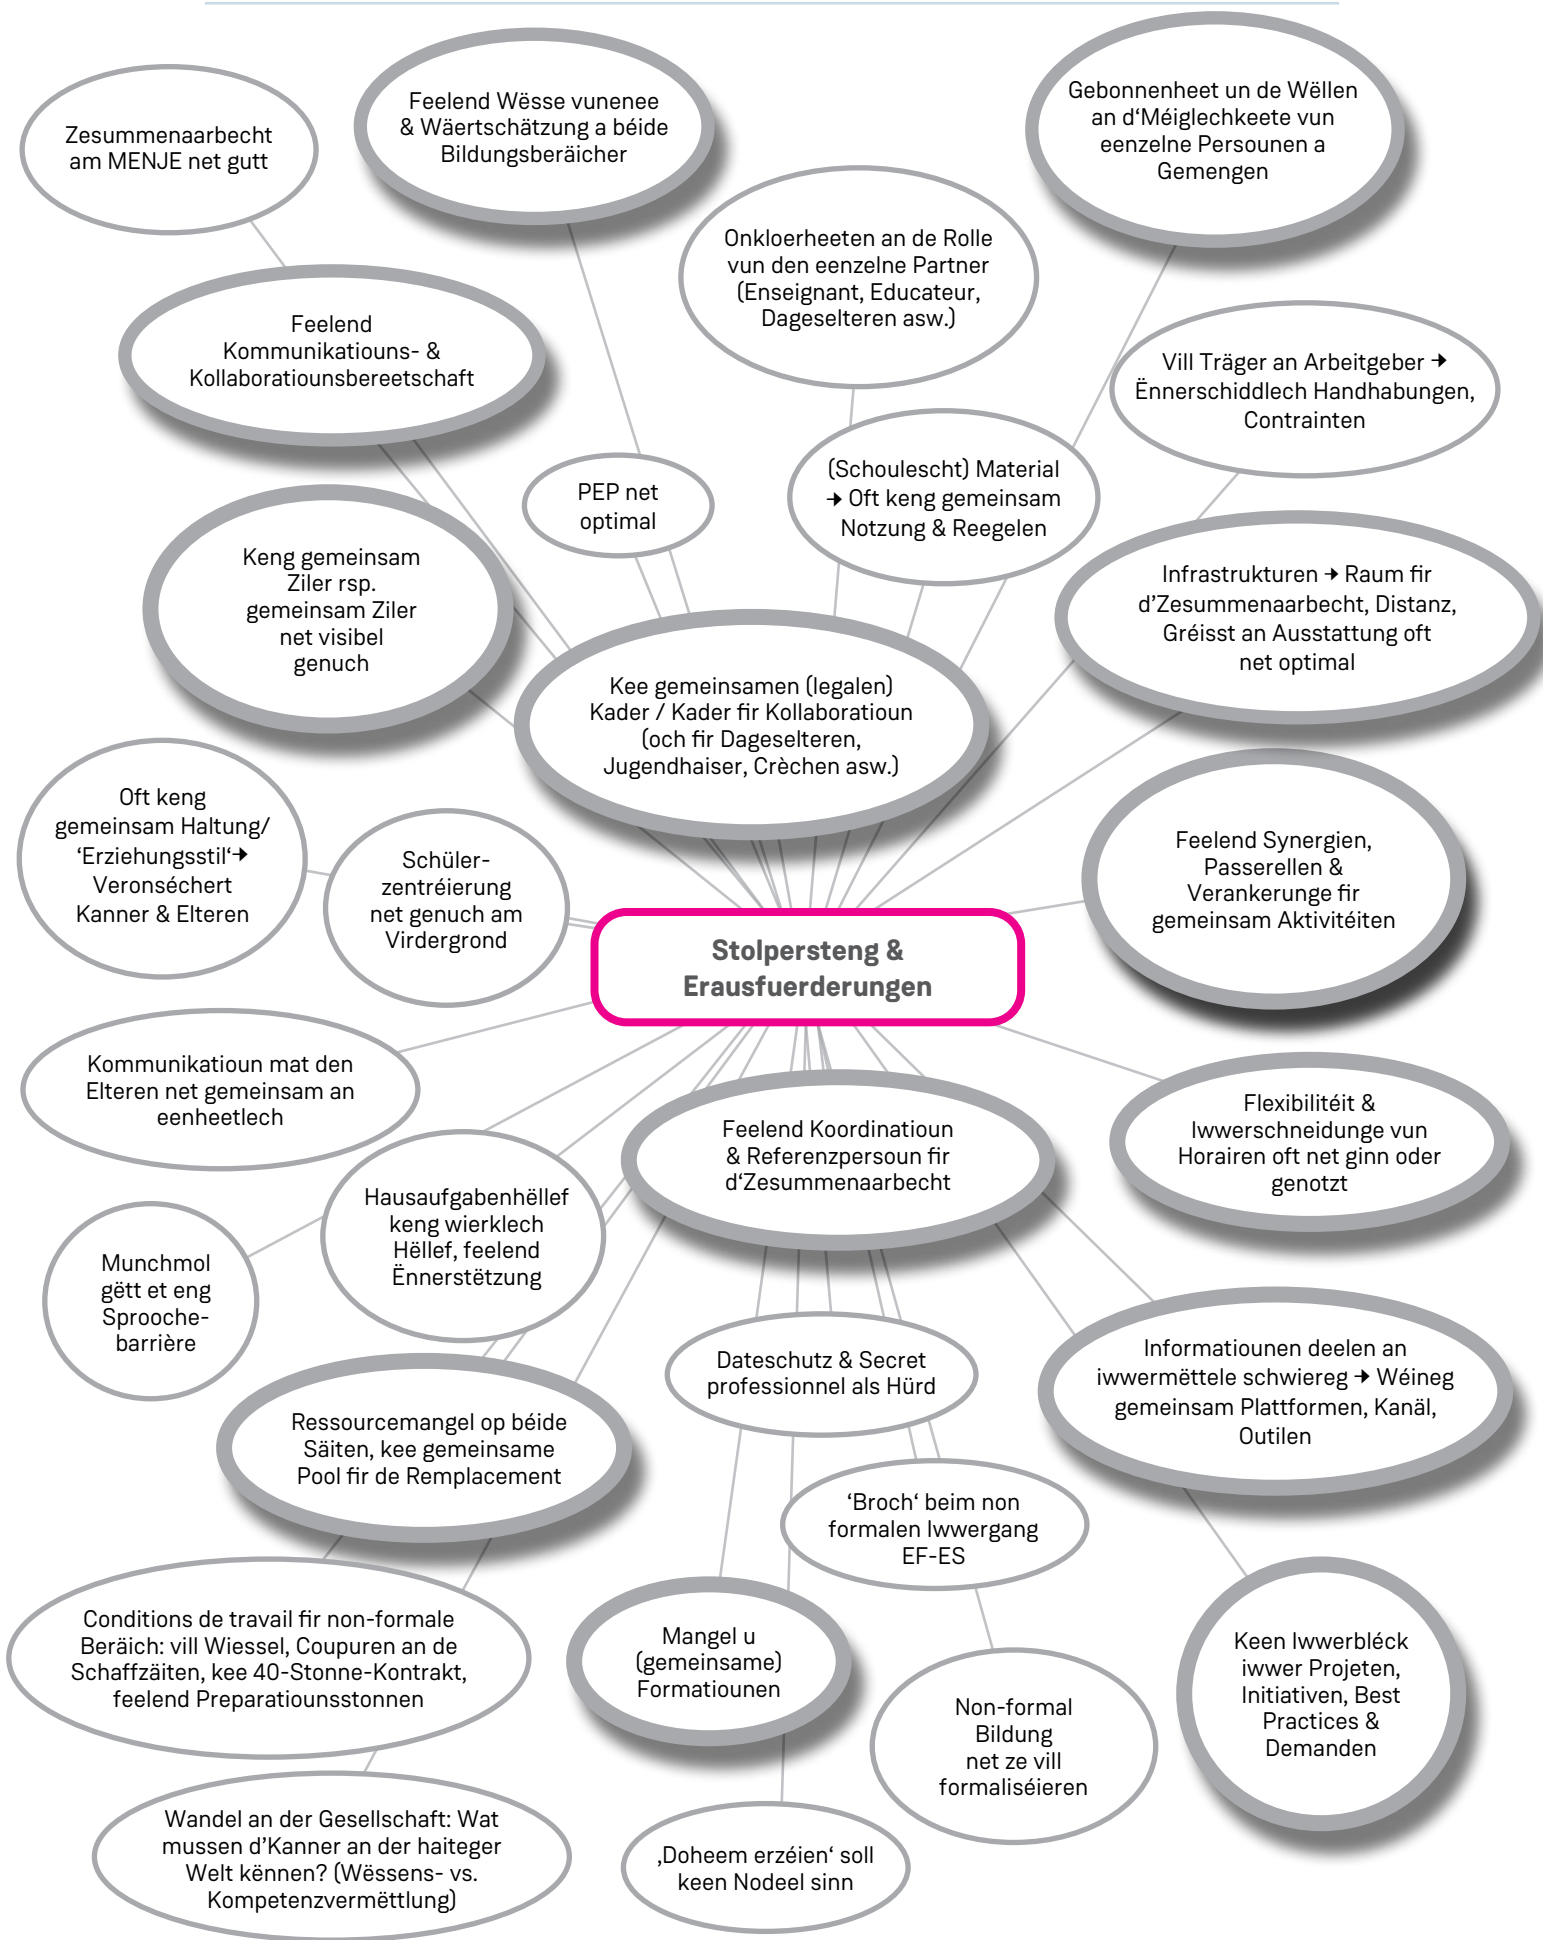 Zesummenaarbecht
am MENJE net gutt
Feelend Wësse vunenee
& Wäertschätzung a béide
Bildungsberäicher
Gebonnenheet un de Wëllen
an d‘Méiglechkeete vun
eenzelne Persounen a
Gemengen
Onkloerheeten an de Rolle
vun den eenzelne Partner
(Enseignant, Educateur,
Dageselteren asw.)
Feelend
Kommunikatiouns- &
Kollaboratiounsbereetschaft
Vill Träger an Arbeitgeber →
Ënnerschiddlech Handhabungen,
Contrainten
PEP net
optimal
(Schoulescht) Material
→ Oft keng gemeinsam
Notzung & Reegelen
Keng gemeinsam
Ziler rsp.
gemeinsam Ziler
net visibel
genuch
Infrastrukturen → Raum fir
d’Zesummenaarbecht, Distanz,
Gréisst an Ausstattung oft
net optimal
Kee gemeinsamen (legalen)
Kader / Kader fir Kollaboratioun
(och fir Dageselteren,
Jugendhaiser, Crèchen asw.)
Oft keng
gemeinsam Haltung/
‘Erziehungsstil‘→
Veronséchert
Kanner & Elteren
Schüler-
zentréierung
net genuch am
Virdergrond
Feelend Synergien,
Passerellen &
Verankerunge fir
gemeinsam Aktivitéiten
Stolpersteng &
Erausfuerderungen
Kommunikatioun mat den
Elteren net gemeinsam an
eenheetlech
Feelend Koordinatioun
& Referenzpersoun fir
d‘Zesummenaarbecht
Flexibilitéit &
Iwwerschneidunge vun
Horairen oft net ginn oder
genotzt
Hausaufgabenhëllef
keng wierklech
Hëllef, feelend
Ënnerstëtzung
Munchmol
gëtt et eng
Sprooche-
barrière
Dateschutz & Secret
professionnel als Hürd
Informatiounen deelen an
iwwermëttele schwiereg → Wéineg
gemeinsam Plattformen, Kanäl,
Outilen
Ressourcemangel op béide
Säiten, kee gemeinsame
Pool fir de Remplacement
‘Broch‘ beim non
formalen Iwwergang
EF-ES
Conditions de travail fir non-formale
Beräich: vill Wiessel, Coupuren an de
Schaffzäiten, kee 40-Stonne-Kontrakt,
feelend Preparatiounsstonnen
Mangel u
(gemeinsame)
Formatiounen
Keen Iwwerbléck
iwwer Projeten,
Initiativen, Best
Practices &
Demanden
Non-formal
Bildung
net ze vill
formaliséieren
Wandel an der Gesellschaft: Wat
mussen d’Kanner an der haiteger
Welt kënnen? (Wëssens- vs.
Kompetenzvermëttlung)
‚Doheem erzéien‘ soll
keen Nodeel sinn